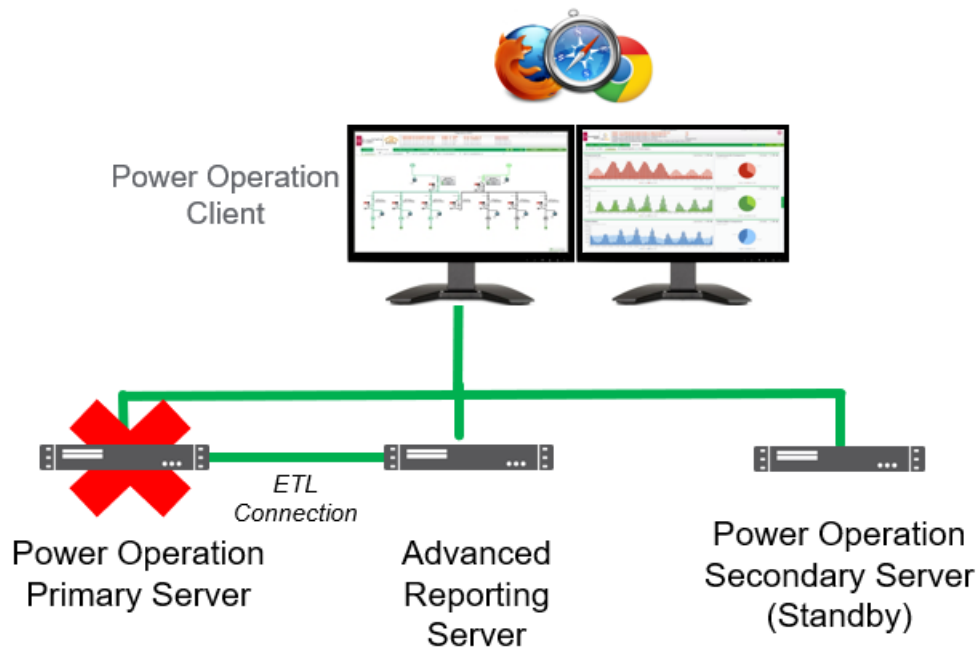 Power Operation
Client
ETL
Connection
Power Operation
Primary Server
Advanced
Reporting
Server
Power Operation
Secondary Server
(Standby)